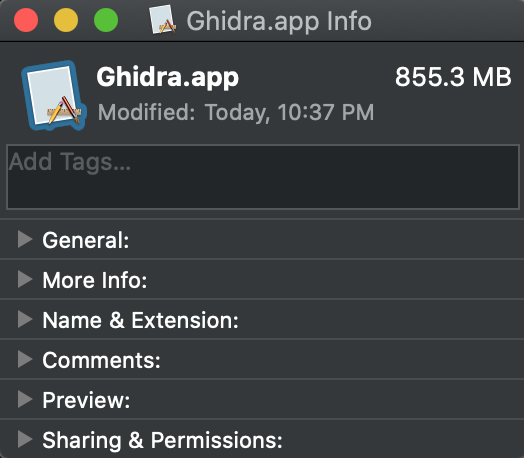 Ghidra.app Info
Ghidra.app 855.3 MB
Modified: Today, 10:37 PM
Add Tags...
General:
More Info:
Name & Extension:
Comments:
Preview:
Sharing & Permissions: